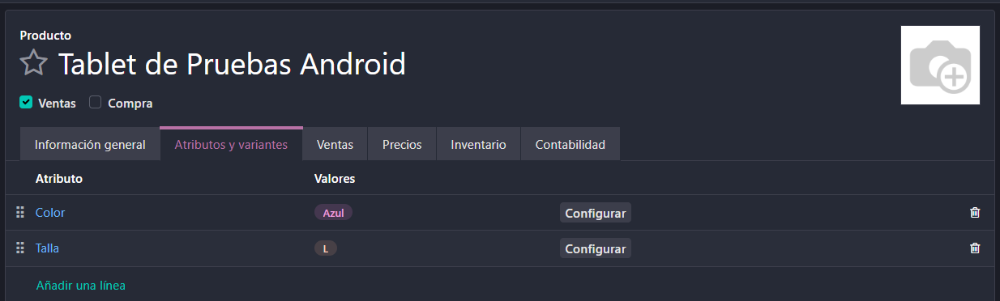 Producto
Tablet de Pruebas Android
Ventas Compra
Información general Atributos y variantes Ventas Precios Inventario Contabilidad
Atributo Valores
Color Azul Configurar
Talla L Configurar
Añadir una línea